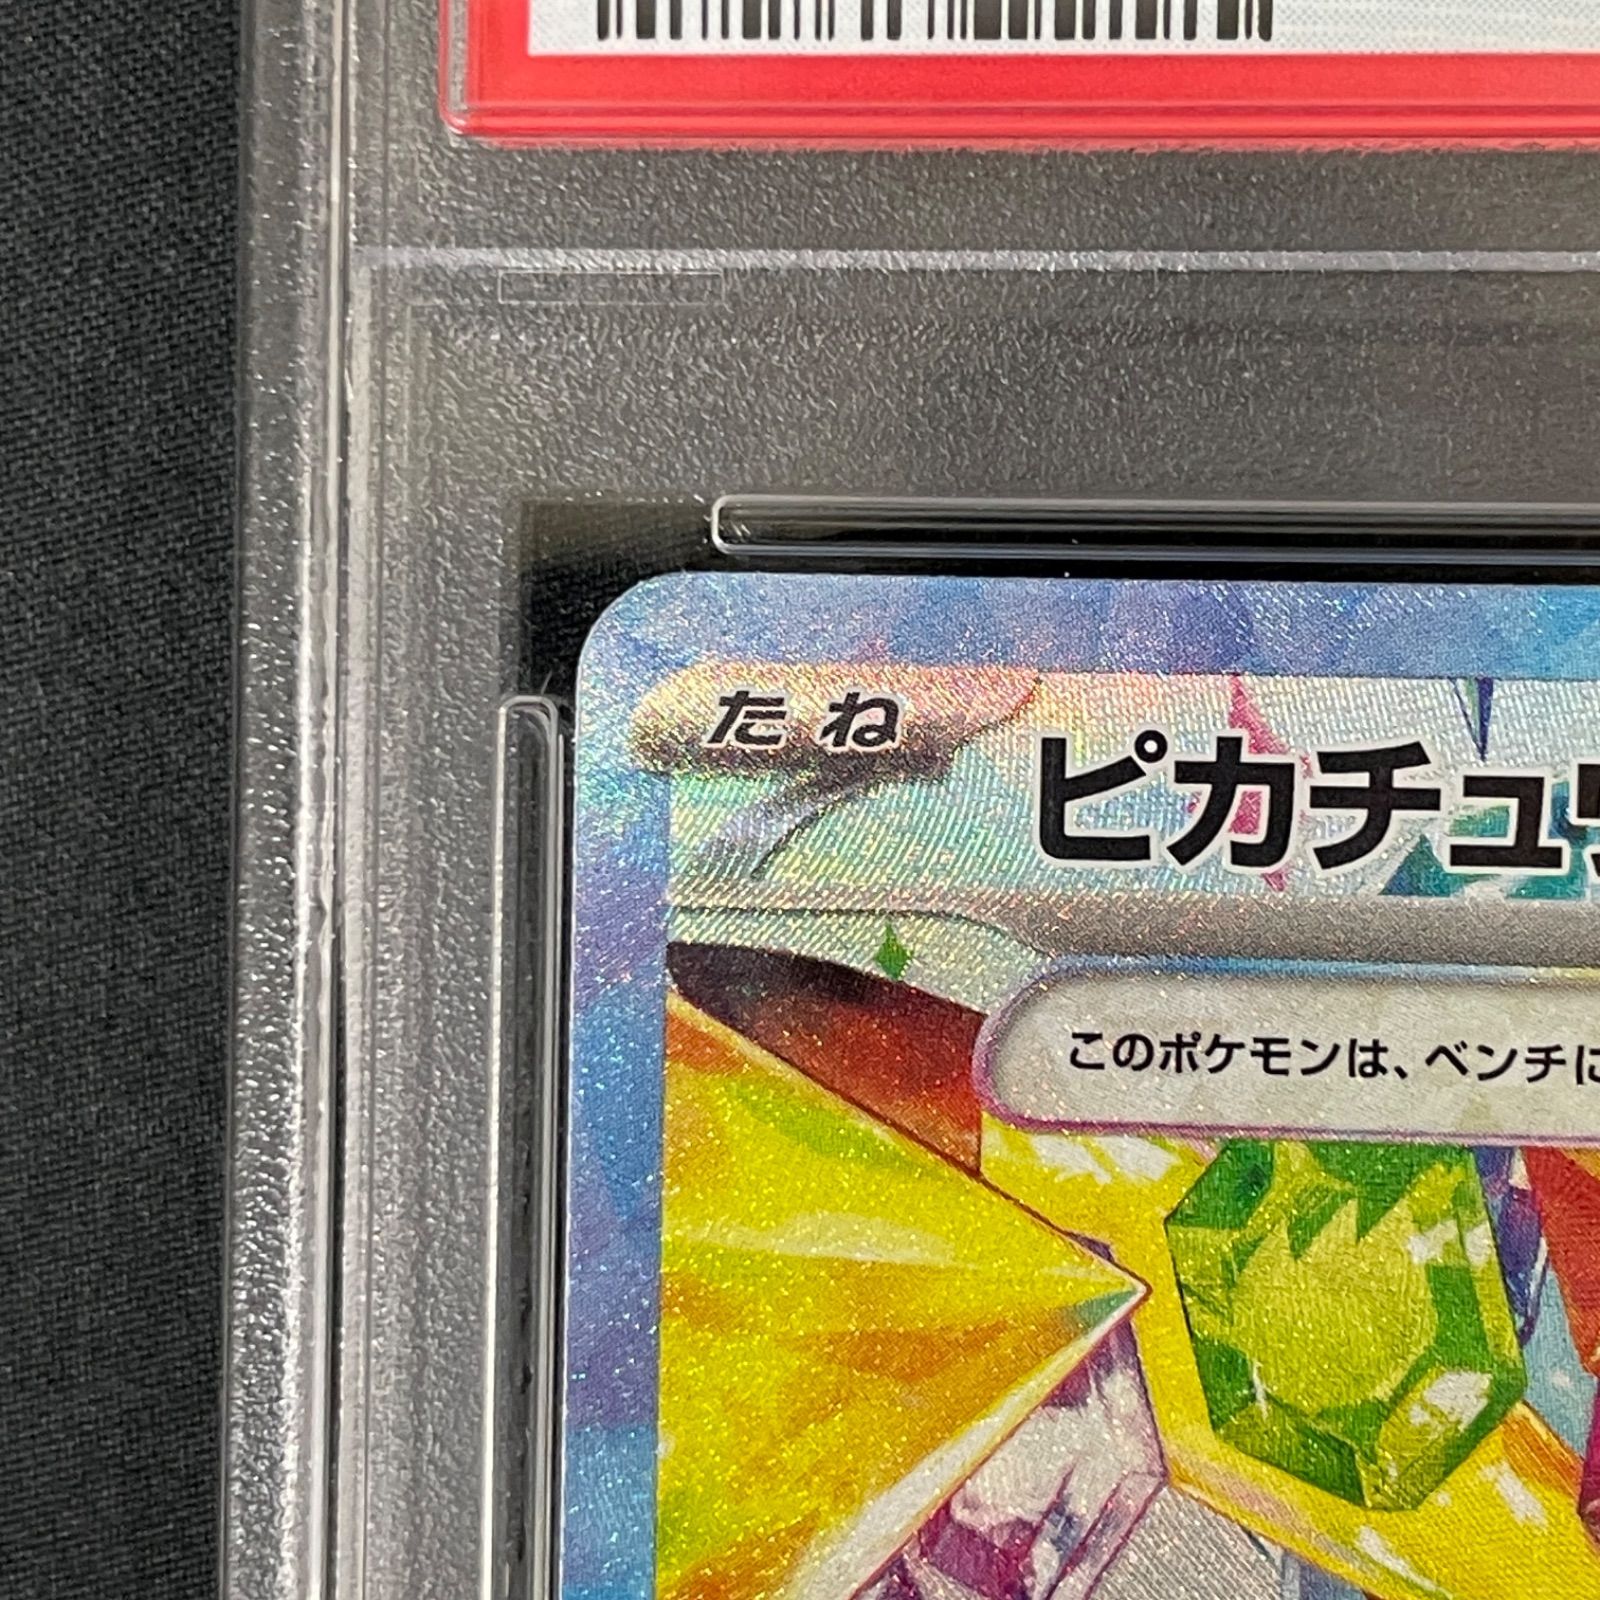 たね
ピカチュウ
このポケモンは、ベンチに